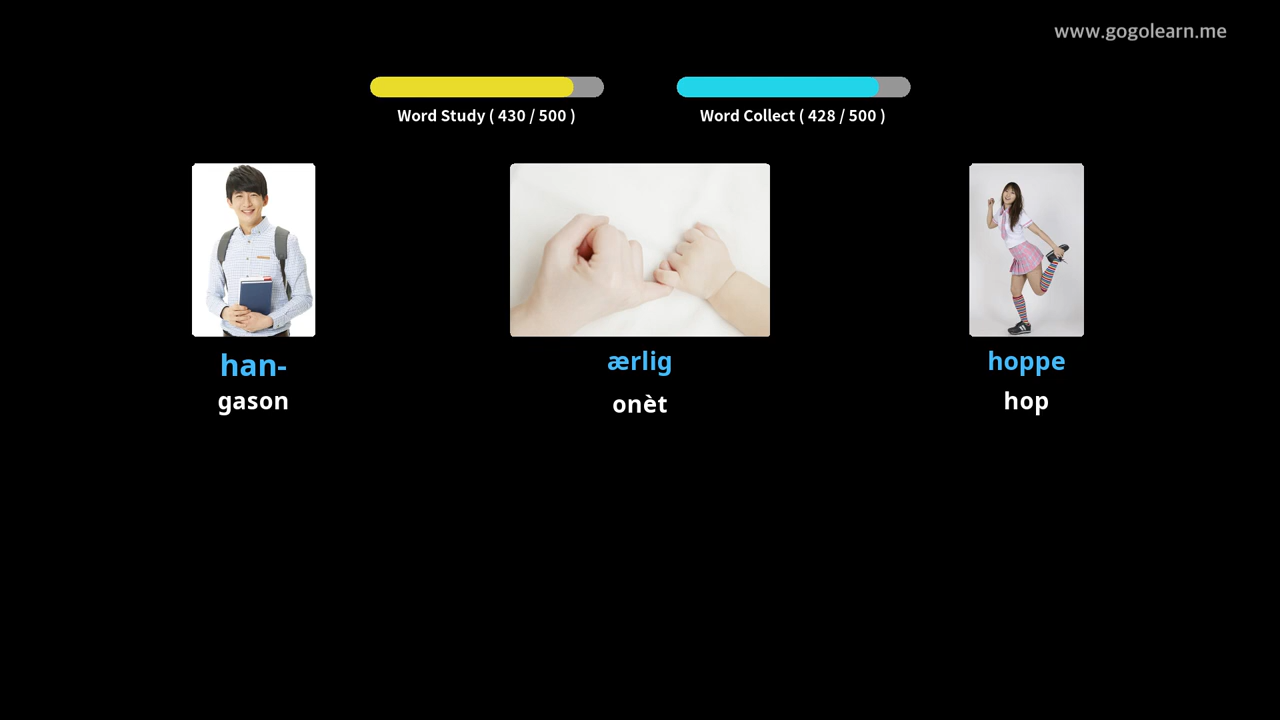 www.gogolearn.me
Word Study ( 430 / 500 )
Word Collect ( 428 / 500 )
han-
gason
ærlig
onèt
hoppe
hop